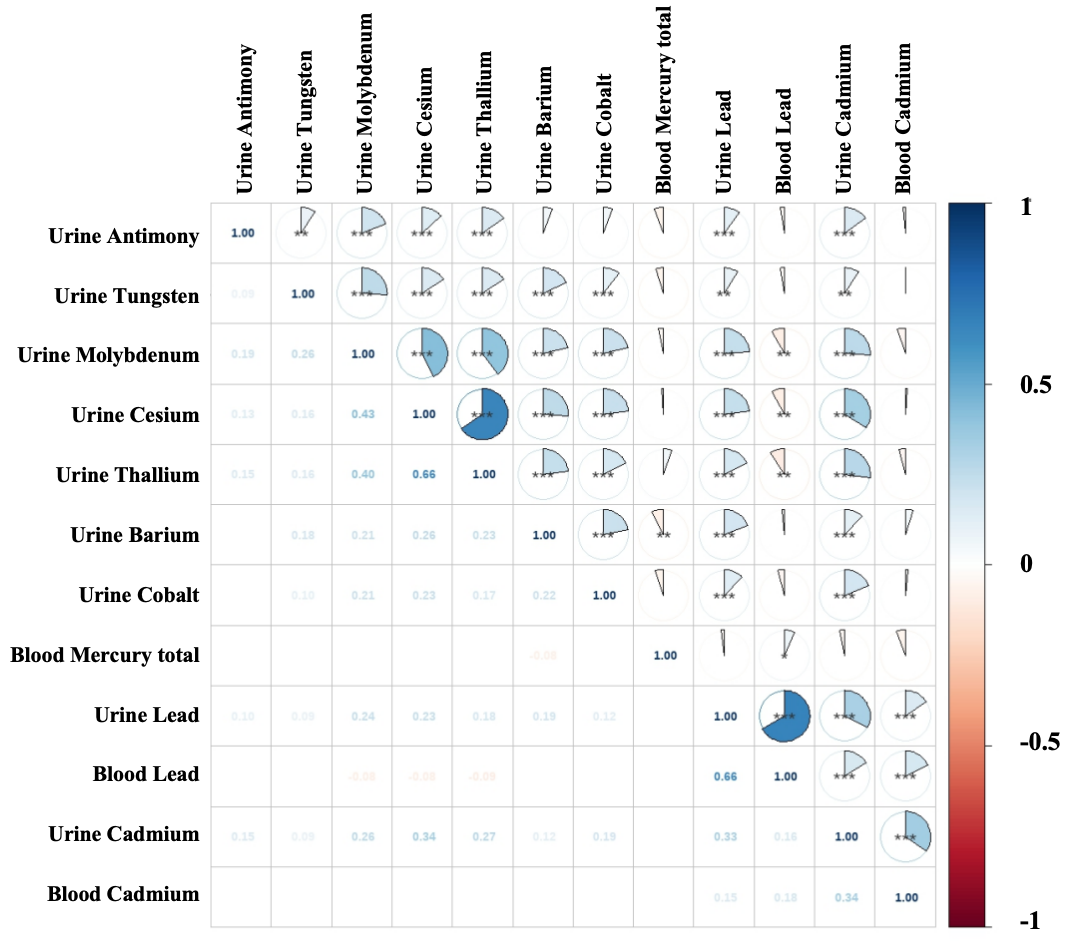 Urine Antimony
Urine Tungsten
Urine Molybdenum
Urine Cesium
Urine Thallium
Urine Barium
Urine Cobalt
Blood Mercury total
Urine Lead
Blood Lead
Urine Cadmium
Blood Cadmium
Urine Antimony 1.00 ** *** *** *** *** ***
Urine Tungsten 0.09 1.00 *** *** *** *** *** ** **
Urine Molybdenum 0.19 0.26 1.00 *** *** *** *** *** ** ***
Urine Cesium 0.13 0.16 0.43 1.00 *** *** *** *** ** ***
Urine Thallium 0.15 0.16 0.40 0.66 1.00 *** *** *** ** ***
Urine Barium 0.18 0.21 0.26 0.23 1.00 *** ** *** ***
Urine Cobalt 0.10 0.21 0.23 0.17 0.22 1.00 *** ***
Blood Mercury total -0.08 1.00 *
Urine Lead 0.10 0.09 0.24 0.23 0.18 0.19 0.12 1.00 *** *** ***
Blood Lead -0.08 -0.09 0.66 1.00 *** ***
Urine Cadmium 0.15 0.09 0.26 0.34 0.27 0.12 0.19 0.33 0.16 1.00 ***
Blood Cadmium 0.15 0.18 0.34 1.00
1
0.5
0
-0.5
-1